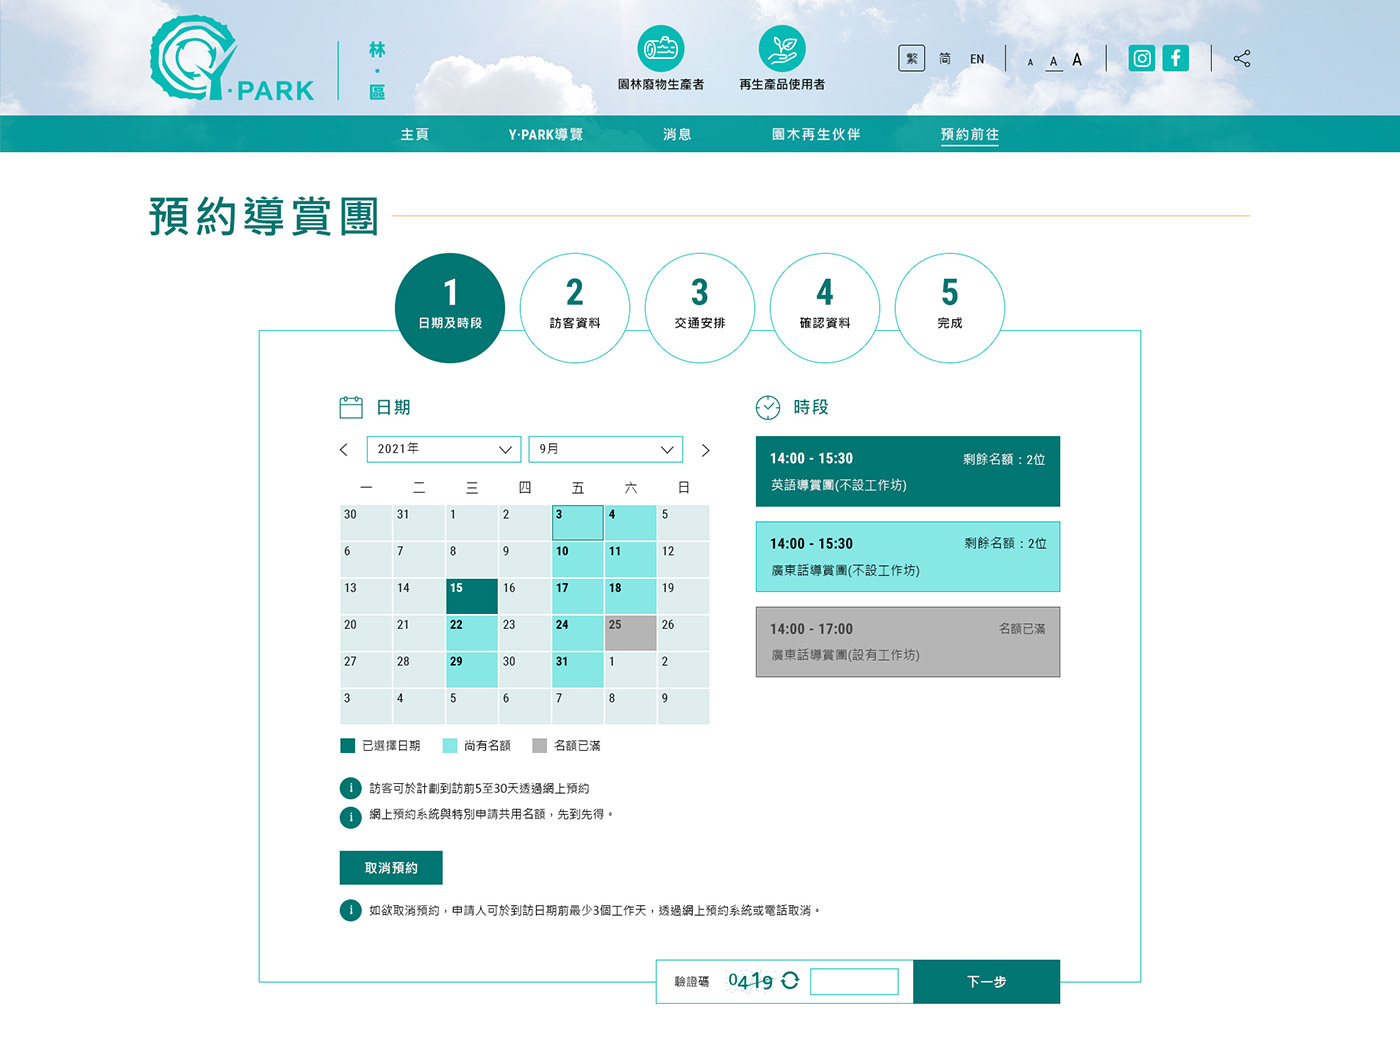 Y·PARK
林·區
園林廢物生產者
再生產品使用者
繁 简 EN A A A
主頁 Y·PARK導覽 消息 園木再生伙伴 預約前往
預約導賞團
1 日期及時段
2 訪客資料
3 交通安排
4 確認資料
5 完成
日期
2021年 9月
一 二 三 四 五 六 日
30 31 1 2 3 4 5
6 7 8 9 10 11 12
13 14 15 16 17 18 19
20 21 22 23 24 25 26
27 28 29 30 31 1 2
3 4 5 6 7 8 9
已選擇日期 尚有名額 名額已滿
時段
14:00 - 15:30 剩餘名額：2位
英語導賞團(不設工作坊)
14:00 - 15:30 剩餘名額：2位
廣東話導賞團(不設工作坊)
14:00 - 17:00 名額已滿
廣東話導賞團(設有工作坊)
i 訪客可於計劃到訪前5至30天透過網上預約
i 網上預約系統與特別申請共用名額，先到先得。
取消預約
i 如欲取消預約，申請人可於到訪日期前最少3個工作天，透過網上預約系統或電話取消。
驗證碼 0419 下一步